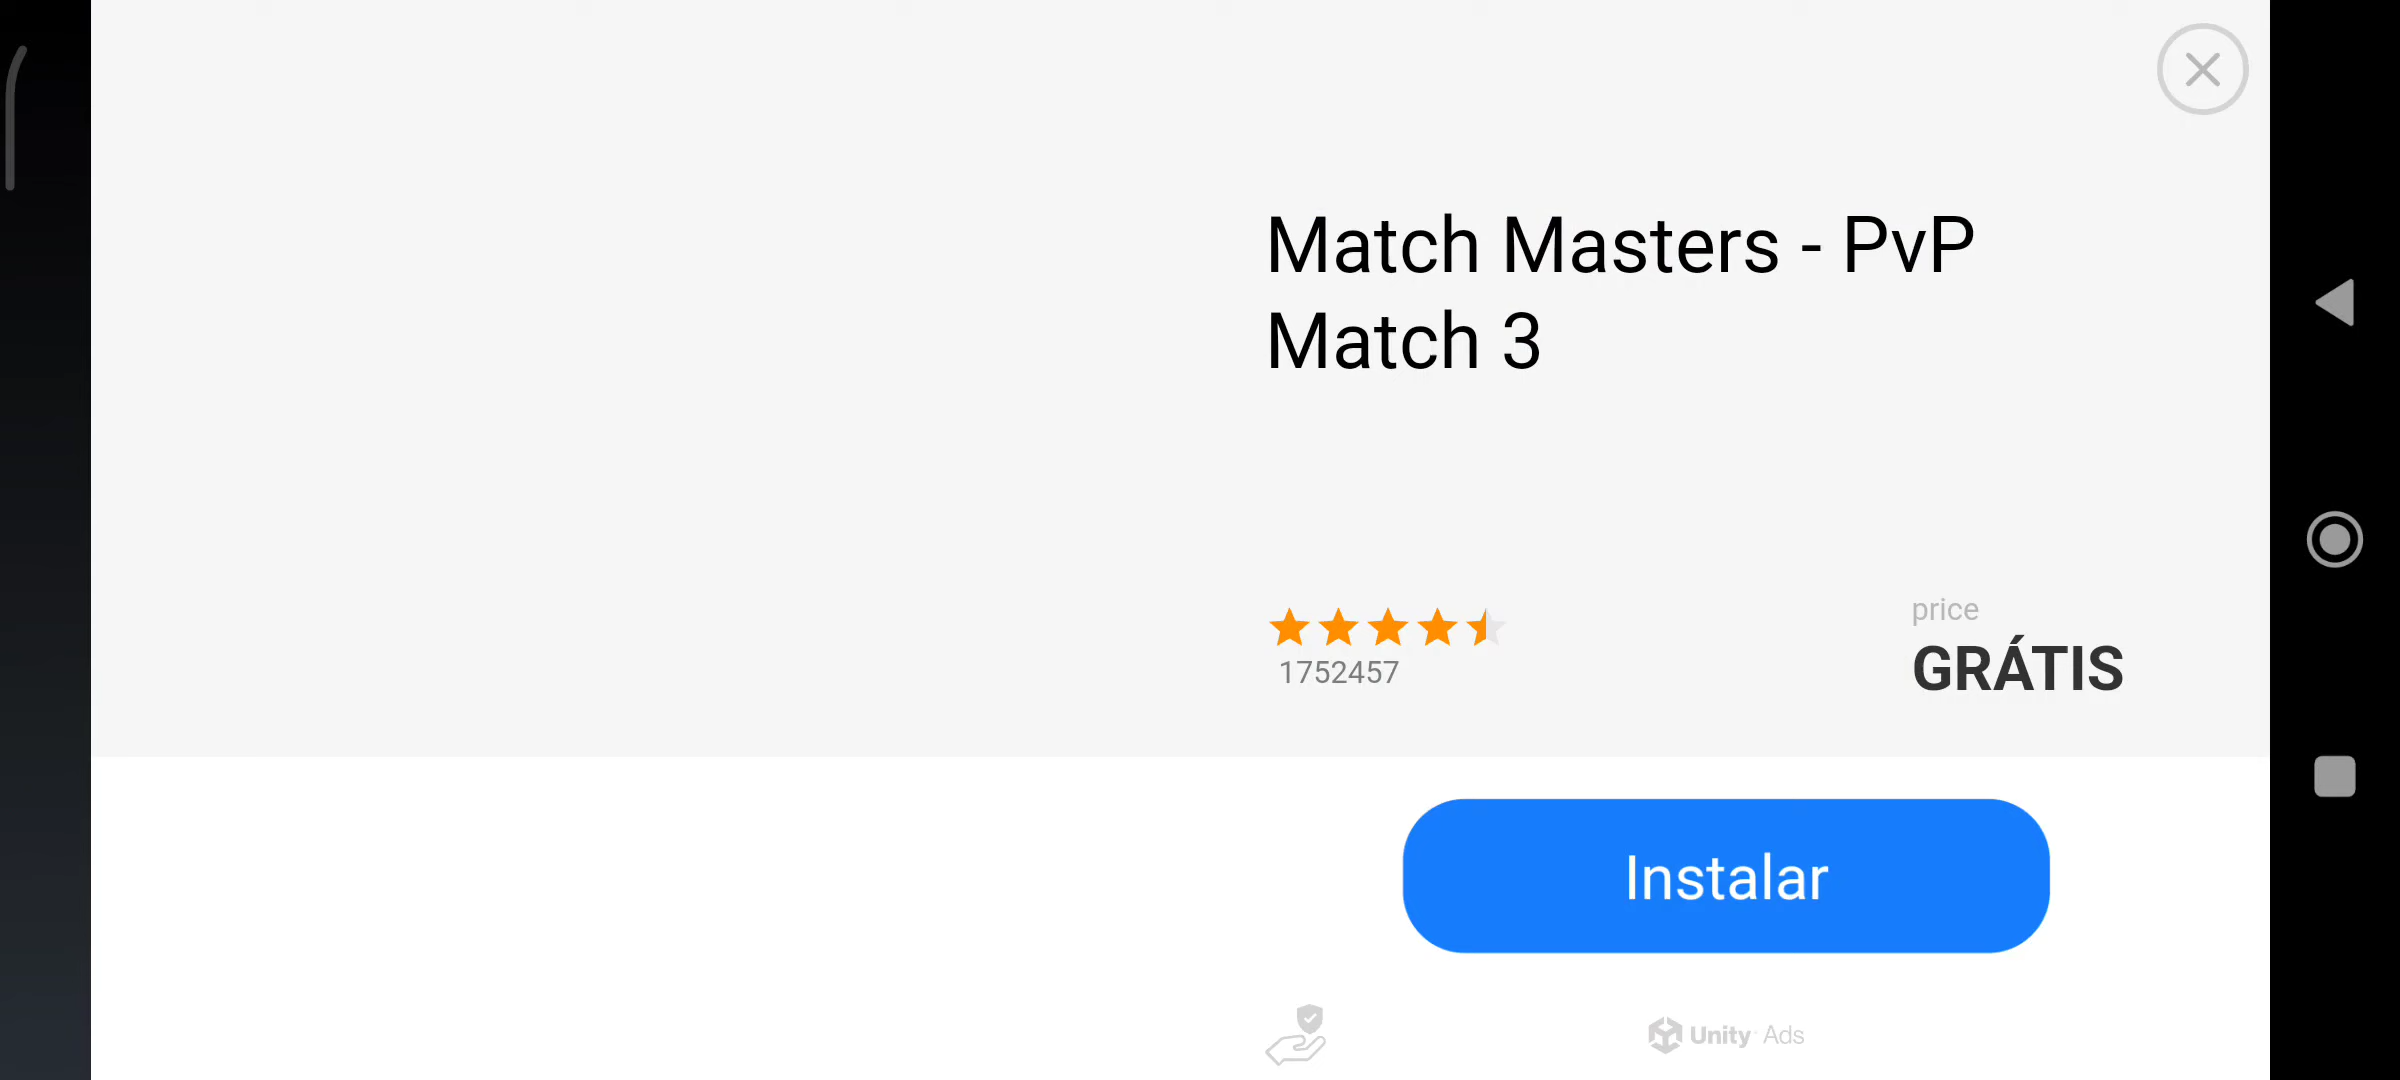 Match Masters - PvP
Match 3
1752457
price
GRÁTIS
Instalar
Unity Ads